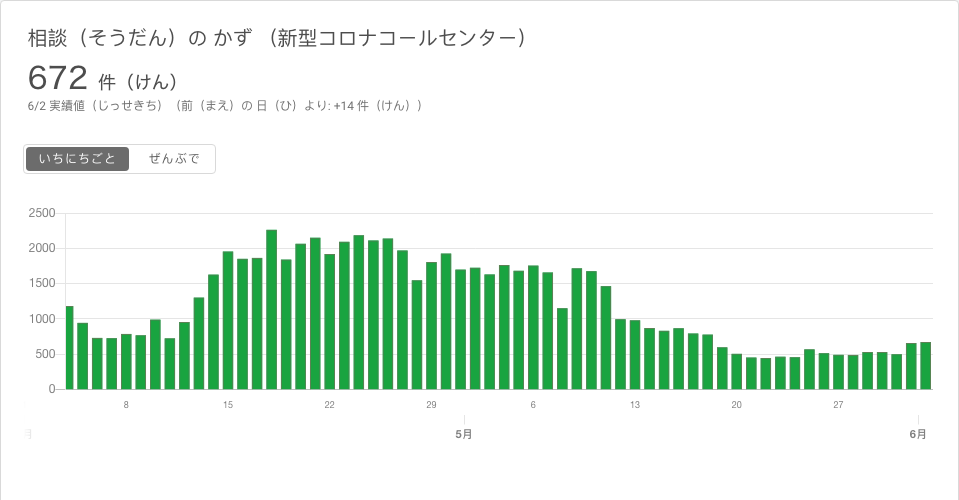 相談（そうだん）の かず （新型コロナコールセンター）
672 件（けん）
6/2 実績値（じっせきち）（前（まえ）の 日（ひ）より: +14 件（けん））
いちにちごと ぜんぶで
2500
2000
1500
1000
500
0
8 15 22 29 6 13 20 27
月 5月 6月